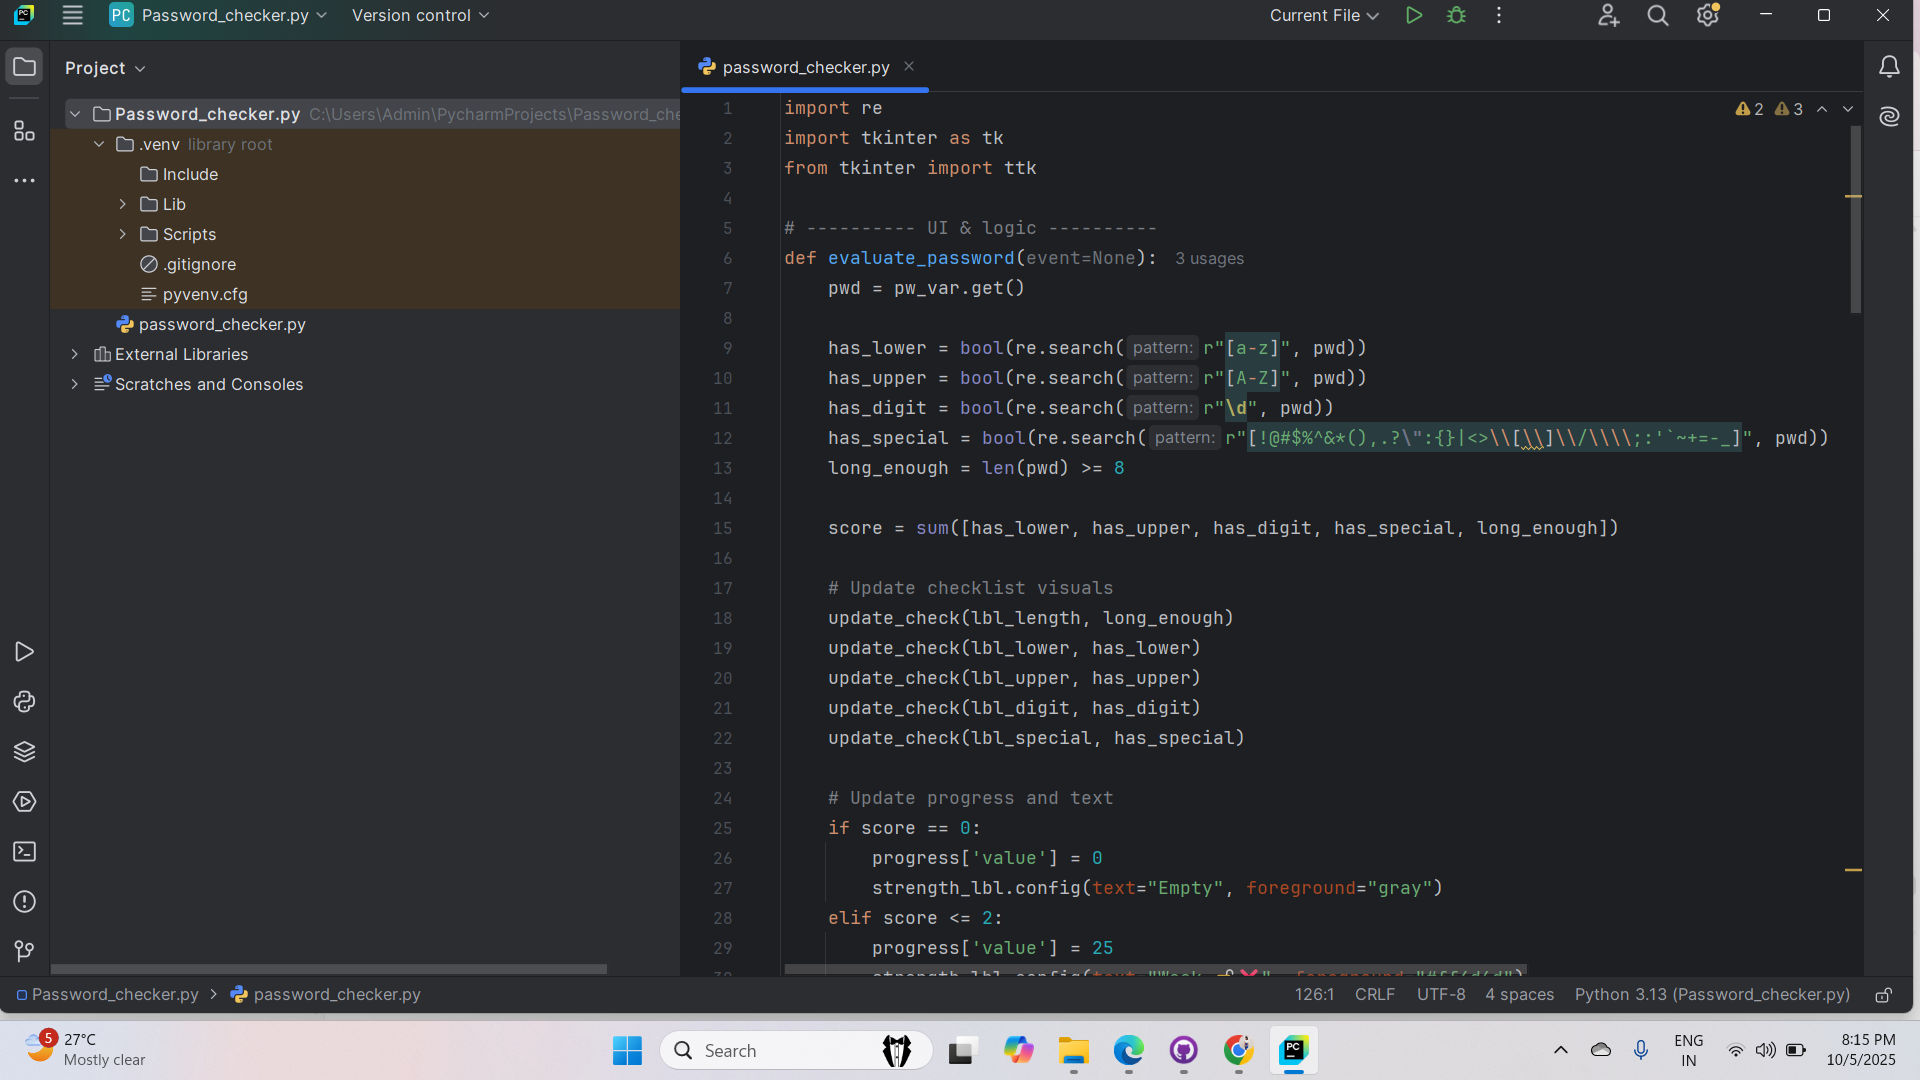 PC Password_checker.py Version control Current File
Project
password_checker.py
Password_checker.py C:\Users\Admin\PycharmProjects\Password_che
.venv library root
Include
Lib
Scripts
.gitignore
pyvenv.cfg
password_checker.py
External Libraries
Scratches and Consoles
2 3
1 import re
2 import tkinter as tk
3 from tkinter import ttk
4
5 # ---------- UI & logic ----------
6 def evaluate_password(event=None): 3 usages
7 pwd = pw_var.get()
8
9 has_lower = bool(re.search( pattern: r"[a-z]", pwd))
10 has_upper = bool(re.search( pattern: r"[A-Z]", pwd))
11 has_digit = bool(re.search( pattern: r"\d", pwd))
12 has_special = bool(re.search( pattern: r"[!@#$%^&*(),.?\":{}|<>\\[\\]\\/\\\\;:'`~+=-_]", pwd))
13 long_enough = len(pwd) >= 8
14
15 score = sum([has_lower, has_upper, has_digit, has_special, long_enough])
16
17 # Update checklist visuals
18 update_check(lbl_length, long_enough)
19 update_check(lbl_lower, has_lower)
20 update_check(lbl_upper, has_upper)
21 update_check(lbl_digit, has_digit)
22 update_check(lbl_special, has_special)
23
24 # Update progress and text
25 if score == 0:
26 progress['value'] = 0
27 strength_lbl.config(text="Empty", foreground="gray")
28 elif score <= 2:
29 progress['value'] = 25
Password_checker.py > password_checker.py
126:1 CRLF UTF-8 4 spaces Python 3.13 (Password_checker.py)
5
27°C
Mostly clear
Search
PC
ENG
IN
8:15 PM
10/5/2025